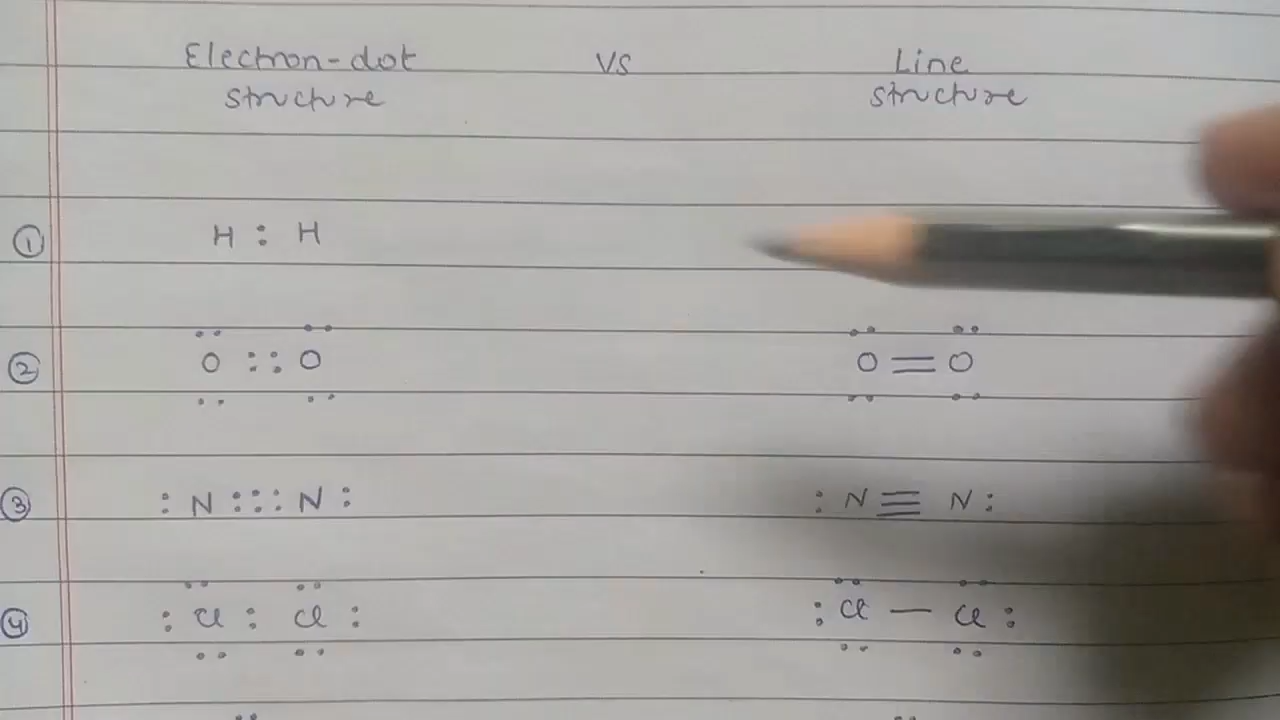 Electron-dot structure VS Line structure
① H : H
② O :: O O = O
③ : N ::: N : : N ≡ N :
④ : Cl : Cl : : Cl — Cl :